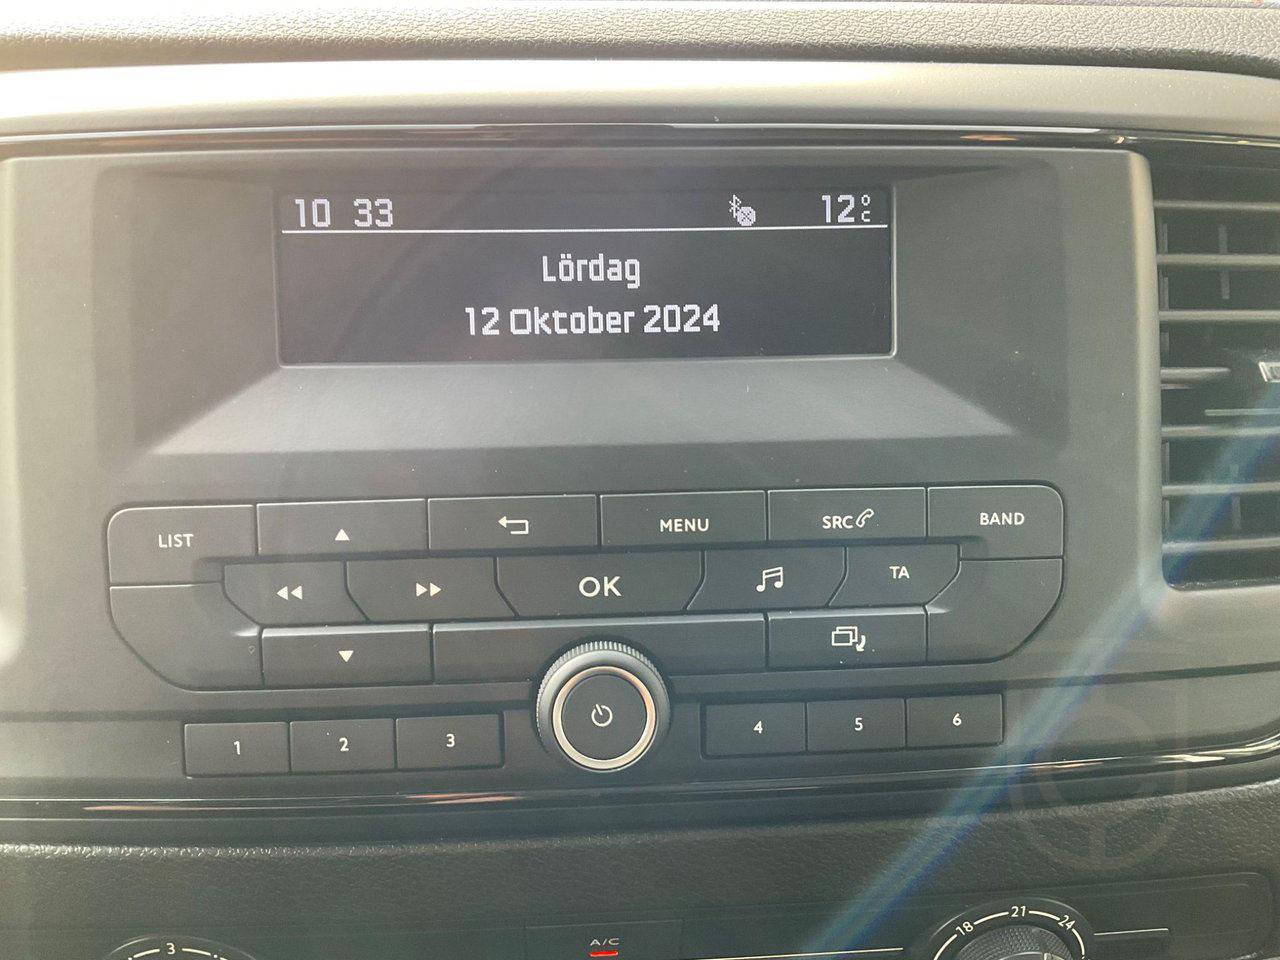 10 33 12°C
Lördag
12 Oktober 2024
LIST MENU SRC BAND
OK TA
1 2 3 4 5 6
3 A/C 18 21 24